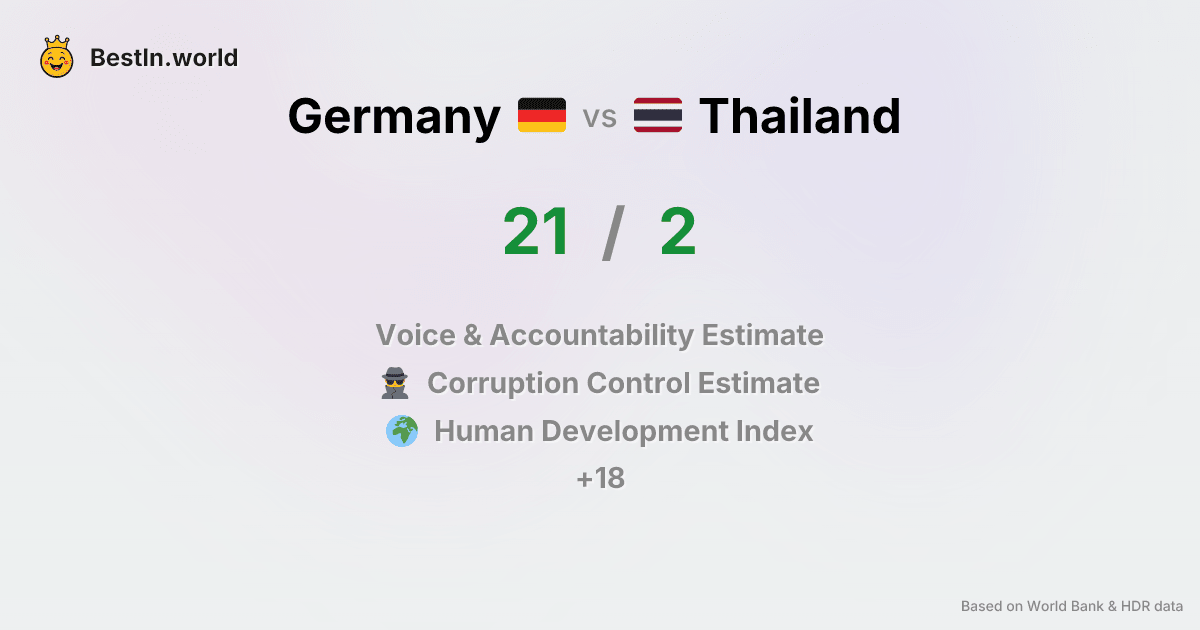 BestIn.world
Germany vs Thailand
21 / 2
Voice & Accountability Estimate
Corruption Control Estimate
Human Development Index
+18
Based on World Bank & HDR data